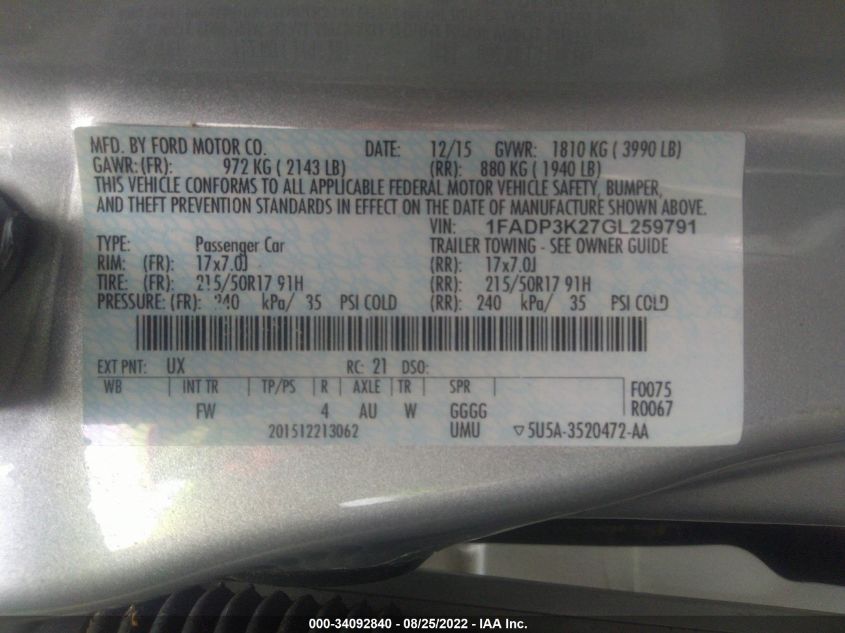 MFD. BY FORD MOTOR CO. DATE: 12/15 GVWR: 1810 KG ( 3990 LB)
GAWR: (FR): 972 KG ( 2143 LB) (RR): 880 KG ( 1940 LB)
THIS VEHICLE CONFORMS TO ALL APPLICABLE FEDERAL MOTOR VEHICLE SAFETY, BUMPER,
AND THEFT PREVENTION STANDARDS IN EFFECT ON THE DATE OF MANUFACTURE SHOWN ABOVE.
VIN: 1FADP3K27GL259791
TYPE: Passenger Car TRAILER TOWING - SEE OWNER GUIDE
RIM: (FR): 17x7.0J (RR): 17x7.0J
TIRE: (FR): 215/50R17 91H (RR): 215/50R17 91H
PRESSURE: (FR): 240 kPa/ 35 PSI COLD (RR): 240 kPa/ 35 PSI COLD
EXT PNT: UX RC: 21 DSO:
WB INT TR TP/PS R AXLE TR SPR F0075
FW 4 AU W GGGG R0067
201512213062 UMU ▽5U5A-3520472-AA
000-34092840 - 08/25/2022 - IAA Inc.